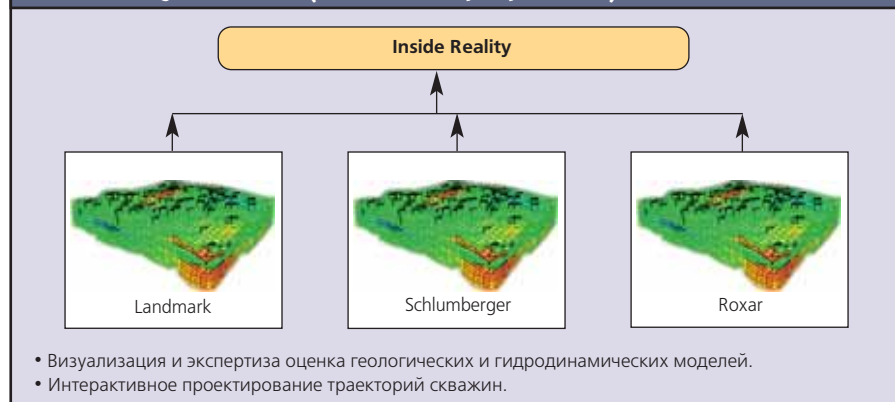 Inside Reality
Landmark Schlumberger Roxar
• Визуализация и экспертиза оценка геологических и гидродинамических моделей.
• Интерактивное проектирование траекторий скважин.